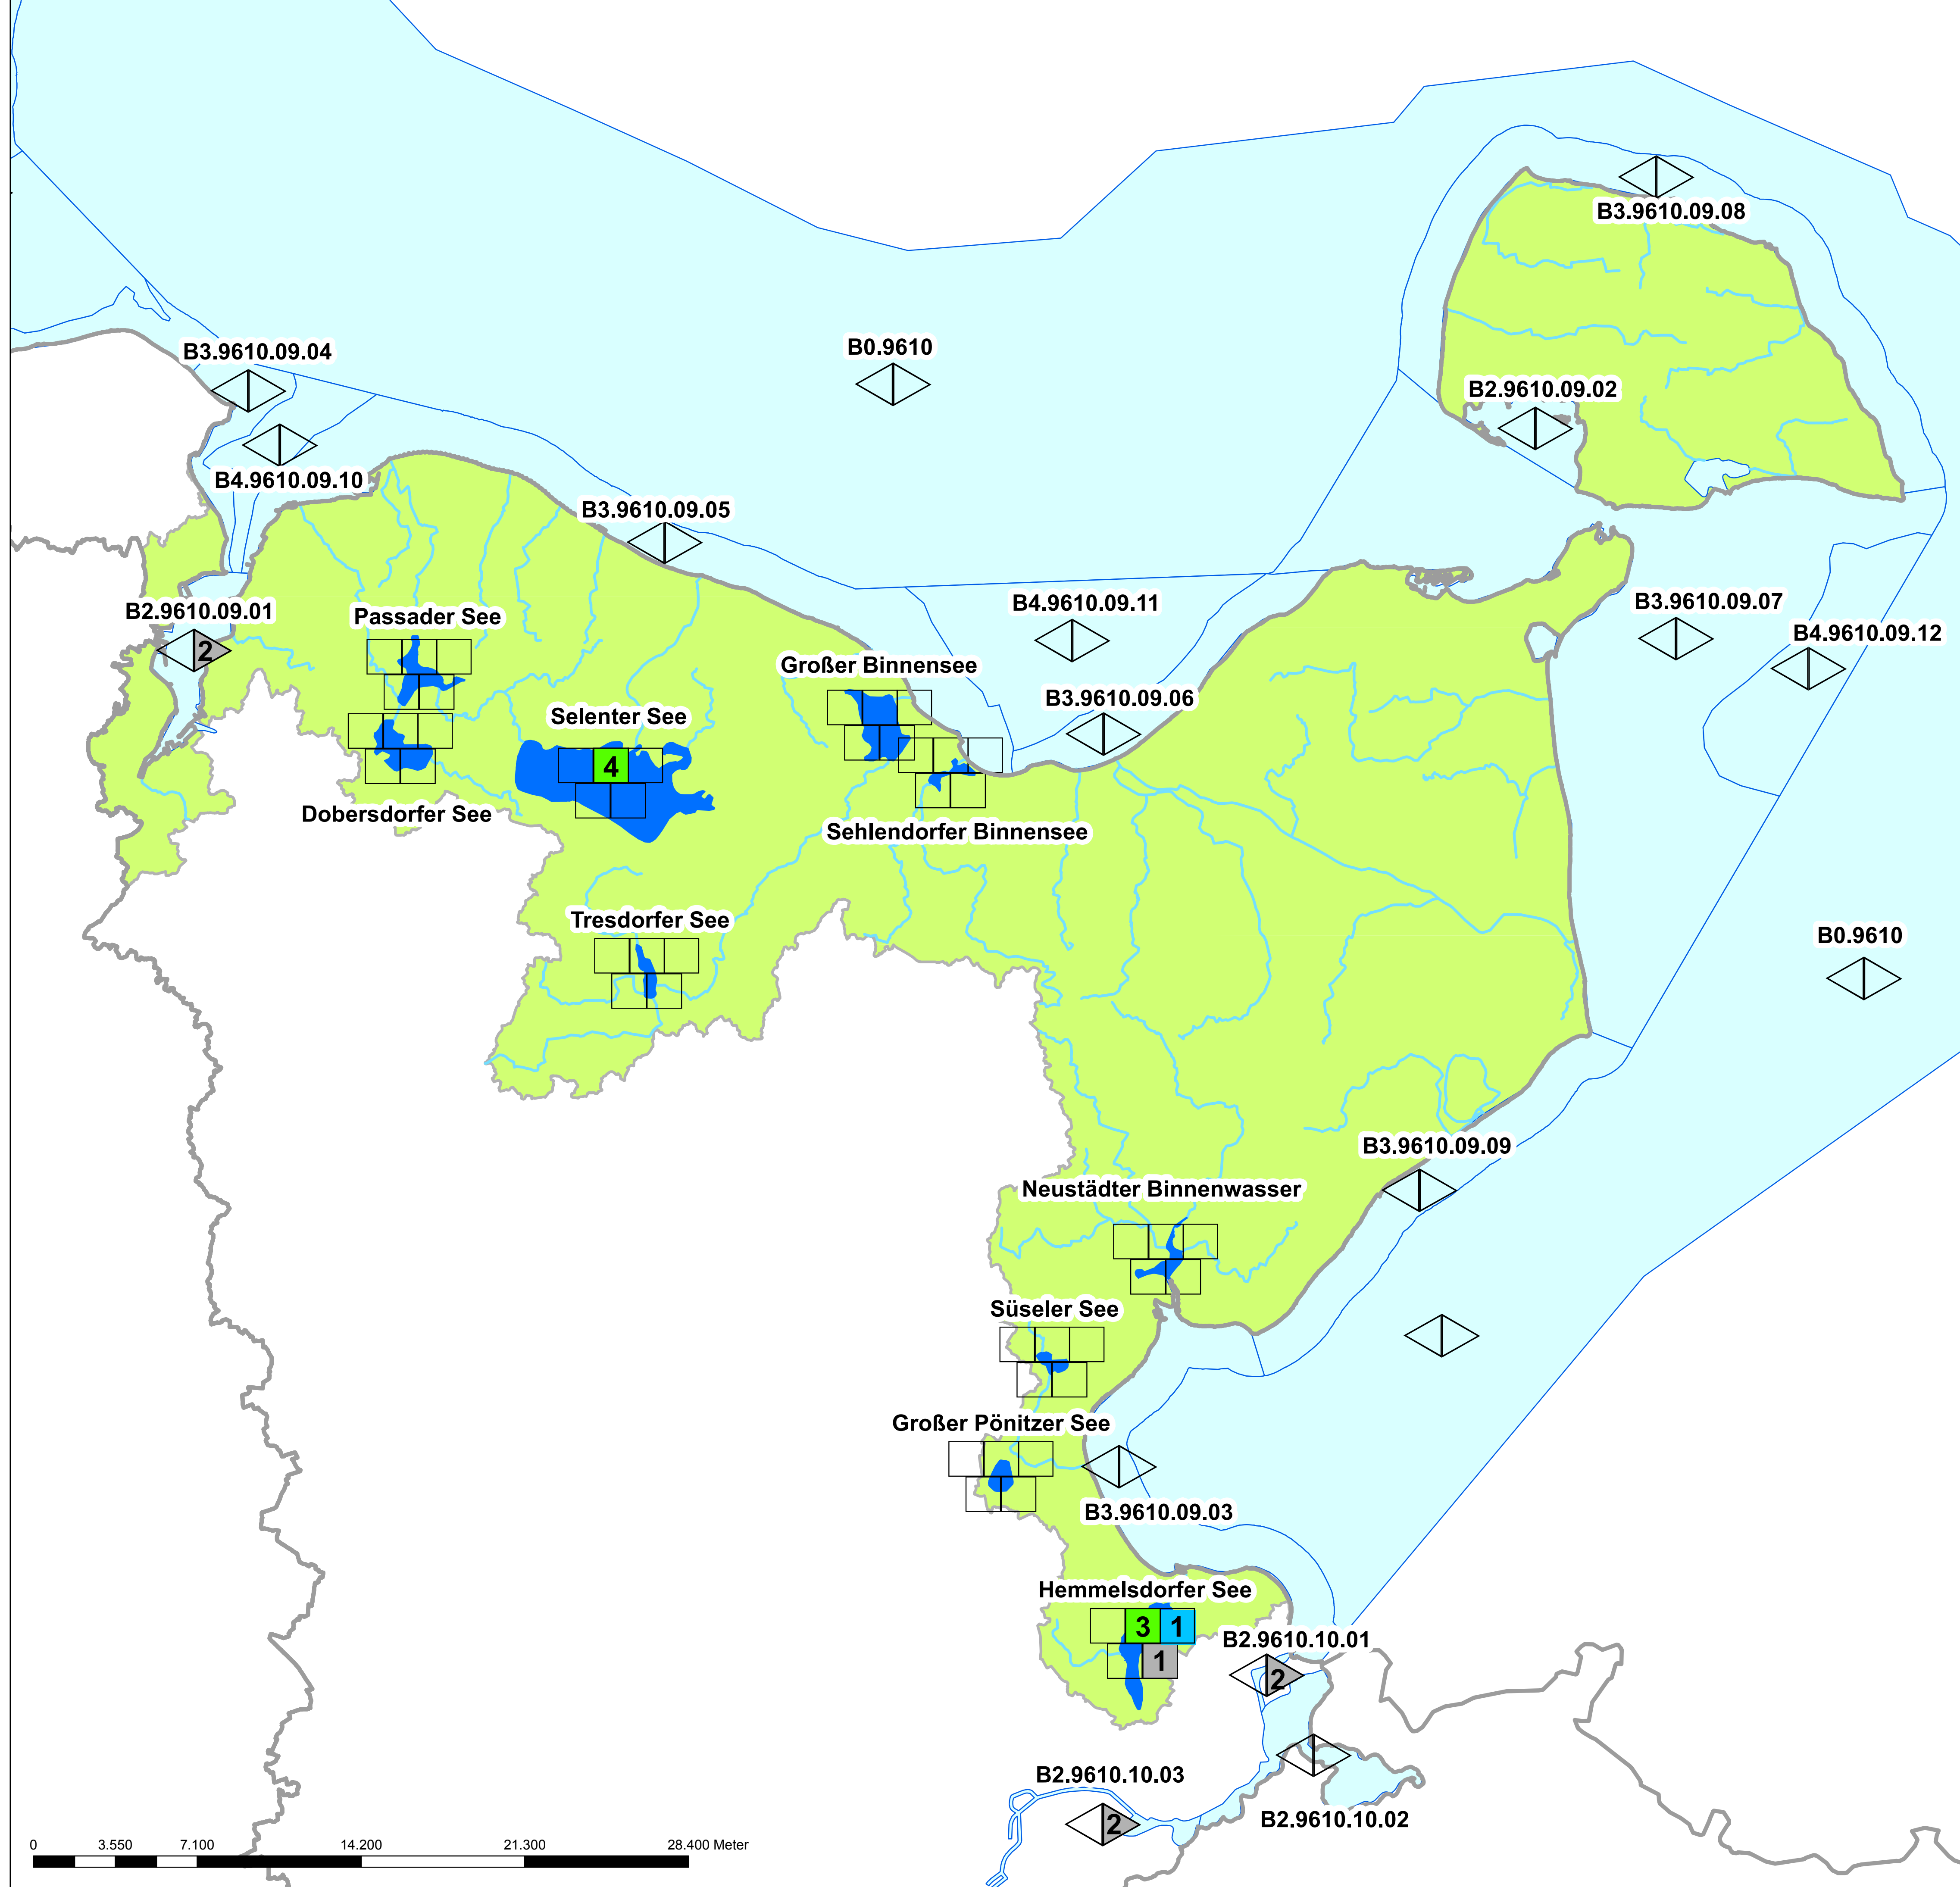 B3.9610.09.08
B3.9610.09.04
B0.9610
B2.9610.09.02
B4.9610.09.10
B3.9610.09.05
B4.9610.09.11
B3.9610.09.07
B2.9610.09.01
2
Passader See
B4.9610.09.12
Großer Binnensee
B3.9610.09.06
Selenter See
4
Dobersdorfer See
Sehlendorfer Binnensee
Tresdorfer See
B0.9610
B3.9610.09.09
Neustädter Binnenwasser
Süseler See
Großer Pönitzer See
B3.9610.09.03
Hemmelsdorfer See
3 1
1
B2.9610.10.01
2
B2.9610.10.03
2
B2.9610.10.02
0 3.550 7.100 14.200 21.300 28.400 Meter